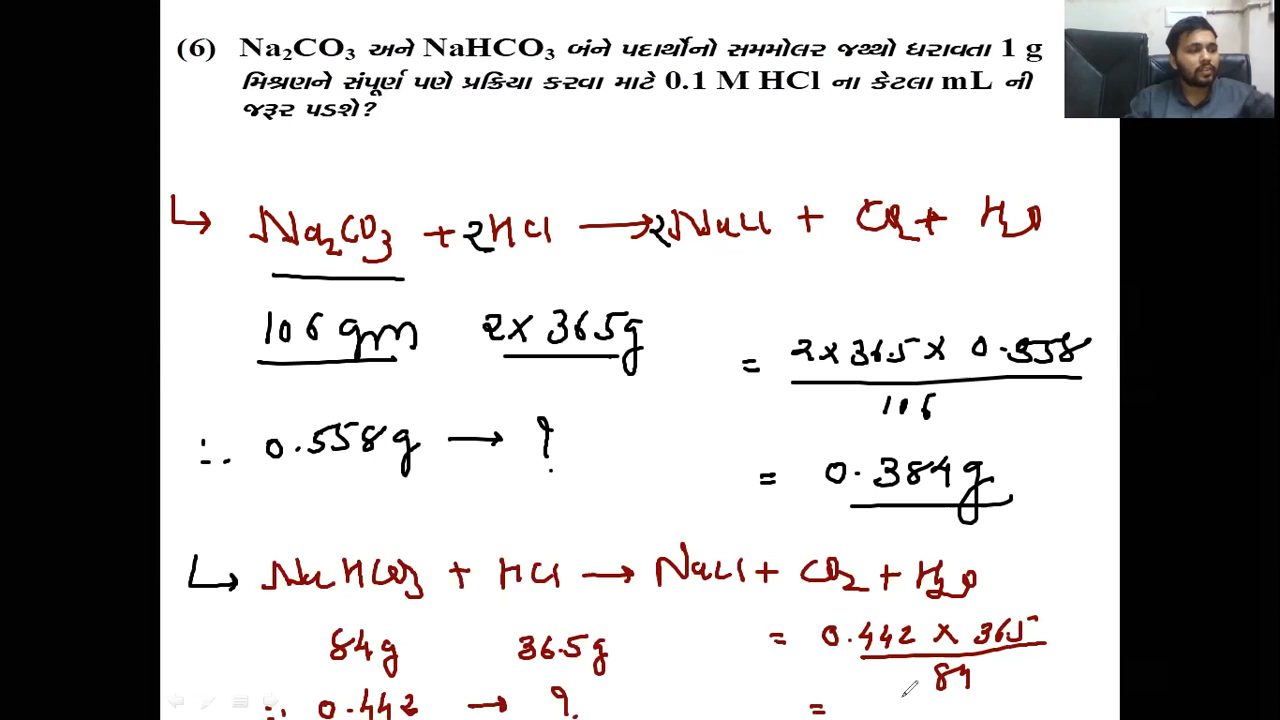 (6) Na₂CO₃ અને NaHCO₃ બંને પદાર્થોનો સમમોલર જથ્થો ધરાવતા 1 g
મિશ્રણને સંપૂર્ણ પણે પ્રક્રિયા કરવા માટે 0.1 M HCl ના કેટલા mL ની
જરૂર પડશે?
↳ Na₂CO₃ + 2HCl → 2NaCl + CO₂ + H₂O
106 gm 2 × 36.5 g
= 2 × 36.5 × 0.558
106
∴ 0.558 g → ?
= 0.384 g
↳ NaHCO₃ + HCl → NaCl + CO₂ + H₂O
84 g 36.5 g = 0.442 × 36.5
84
∴ 0.442 → ? =